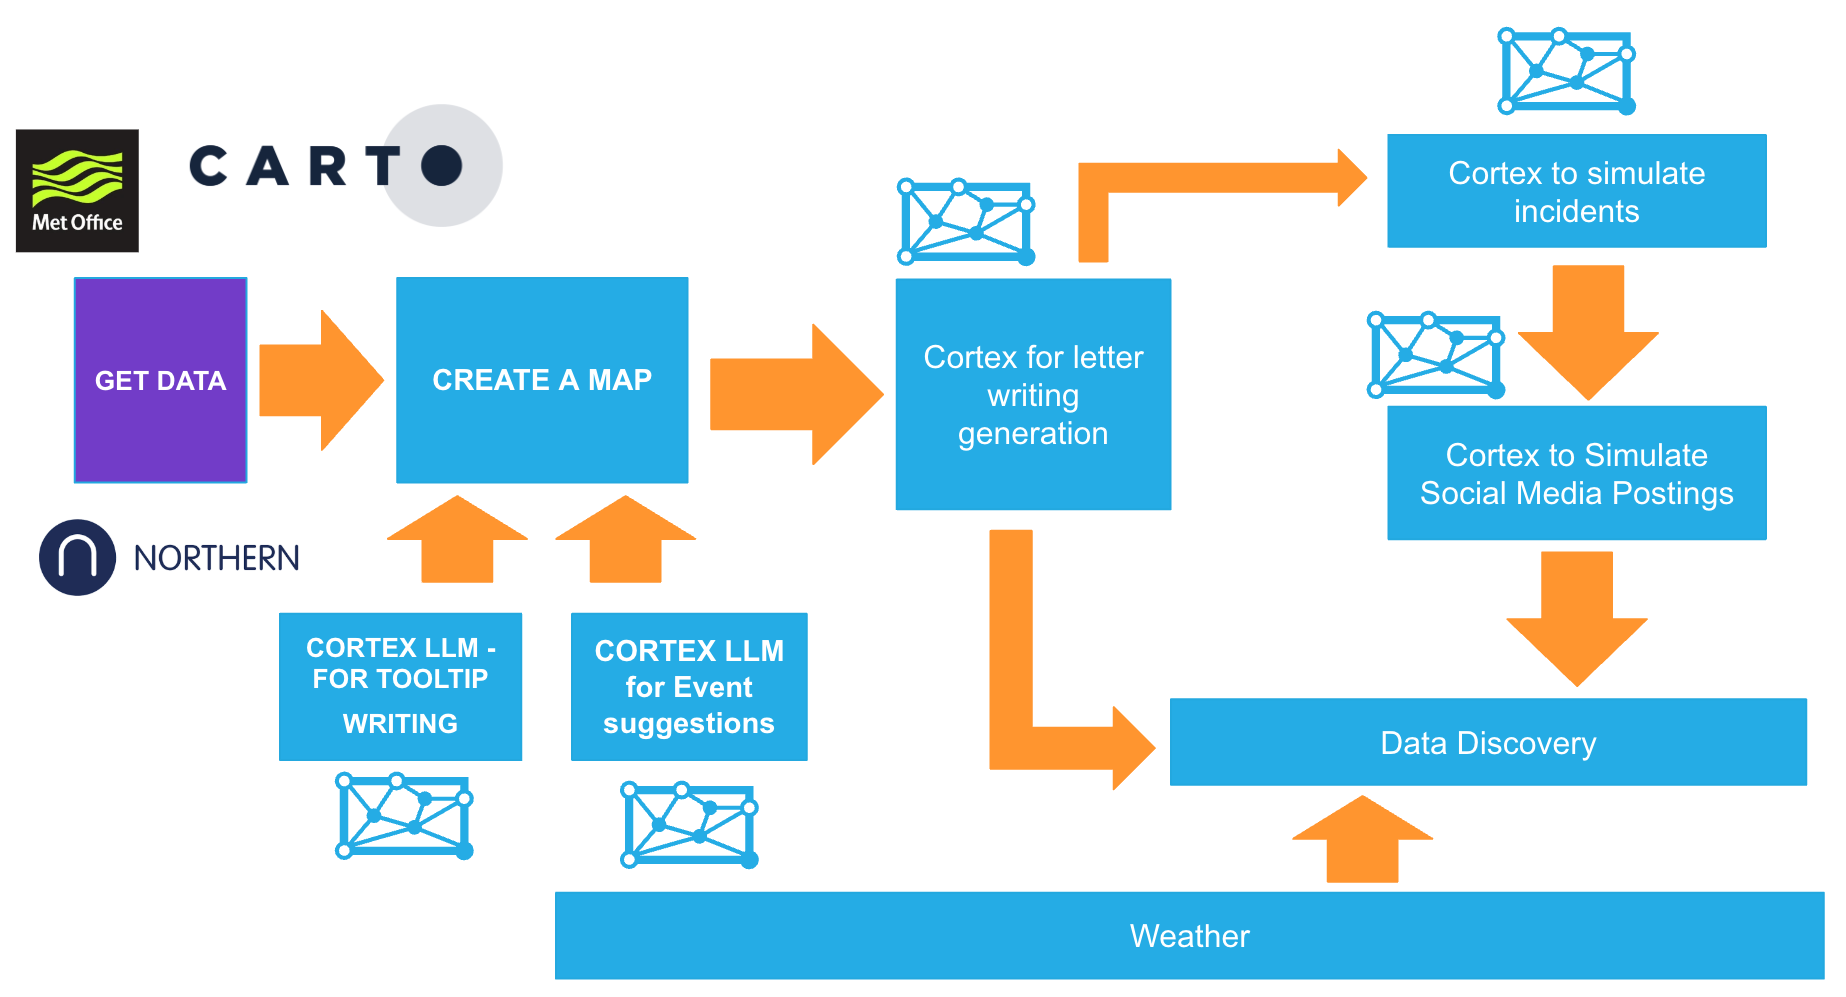 Met Office
CARTO
GET DATA
CREATE A MAP
Cortex for letter
writing
generation
Cortex to simulate
incidents
Cortex to Simulate
Social Media Postings
NORTHERN
CORTEX LLM -
FOR TOOLTIP
WRITING
CORTEX LLM
for Event
suggestions
Data Discovery
Weather